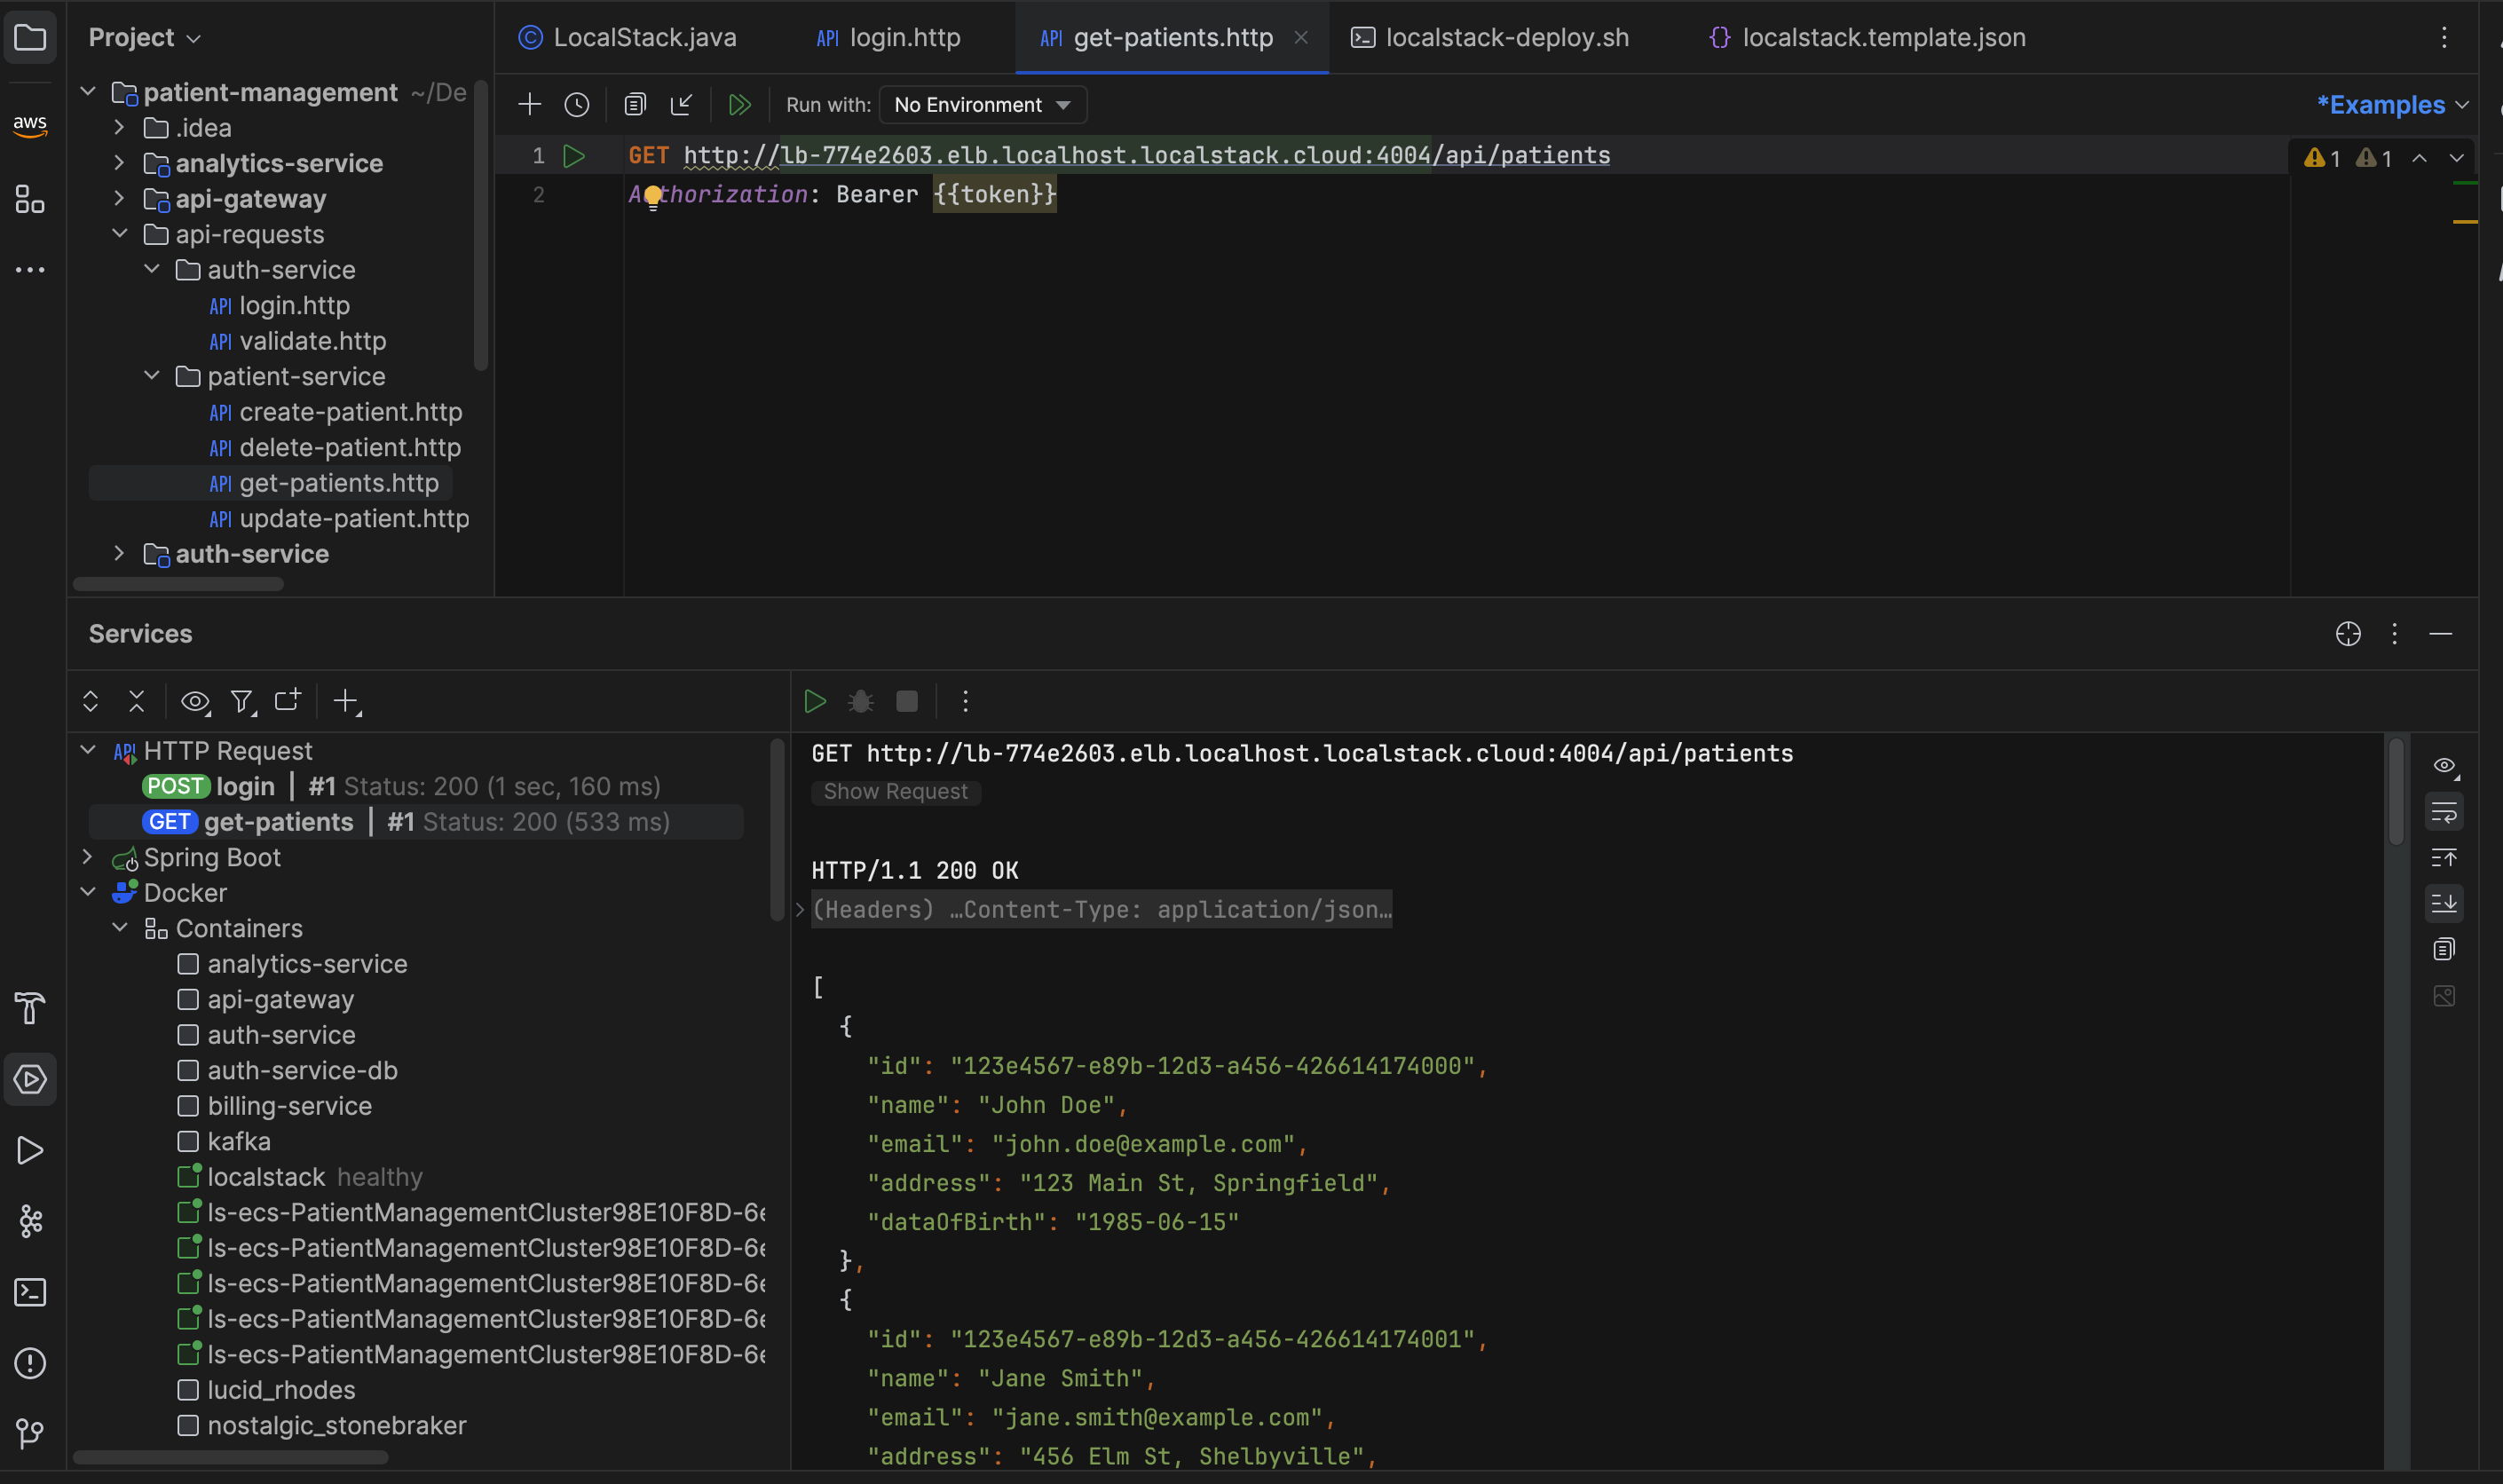 Project
LocalStack.java
API login.http
API get-patients.http
localstack-deploy.sh
{} localstack.template.json
patient-management ~/De
.idea
aws
analytics-service
api-gateway
api-requests
auth-service
API login.http
API validate.http
patient-service
API create-patient.http
API delete-patient.http
API get-patients.http
API update-patient.http
auth-service
Run with: No Environment
*Examples
1 GET http://lb-774e2603.elb.localhost.localstack.cloud:4004/api/patients
1 1
2 Authorization: Bearer {{token}}
Services
API HTTP Request
POST login | #1 Status: 200 (1 sec, 160 ms)
GET get-patients | #1 Status: 200 (533 ms)
Spring Boot
Docker
Containers
analytics-service
api-gateway
auth-service
auth-service-db
billing-service
kafka
localstack healthy
ls-ecs-PatientManagementCluster98E10F8D-6
ls-ecs-PatientManagementCluster98E10F8D-6
ls-ecs-PatientManagementCluster98E10F8D-6
ls-ecs-PatientManagementCluster98E10F8D-6
ls-ecs-PatientManagementCluster98E10F8D-6
lucid_rhodes
nostalgic_stonebraker
GET http://lb-774e2603.elb.localhost.localstack.cloud:4004/api/patients
Show Request
HTTP/1.1 200 OK
(Headers) …Content-Type: application/json…
[
{
"id": "123e4567-e89b-12d3-a456-426614174000",
"name": "John Doe",
"email": "john.doe@example.com",
"address": "123 Main St, Springfield",
"dataOfBirth": "1985-06-15"
},
{
"id": "123e4567-e89b-12d3-a456-426614174001",
"name": "Jane Smith",
"email": "jane.smith@example.com",
"address": "456 Elm St, Shelbyville",